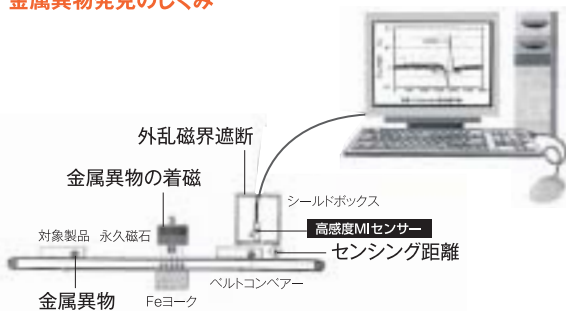 金属異物発見のしくみ
外乱磁界遮断
金属異物の着磁
シールドボックス
高感度MIセンサー
対象製品
永久磁石
センシング距離
ベルトコンベアー
金属異物
Feヨーク